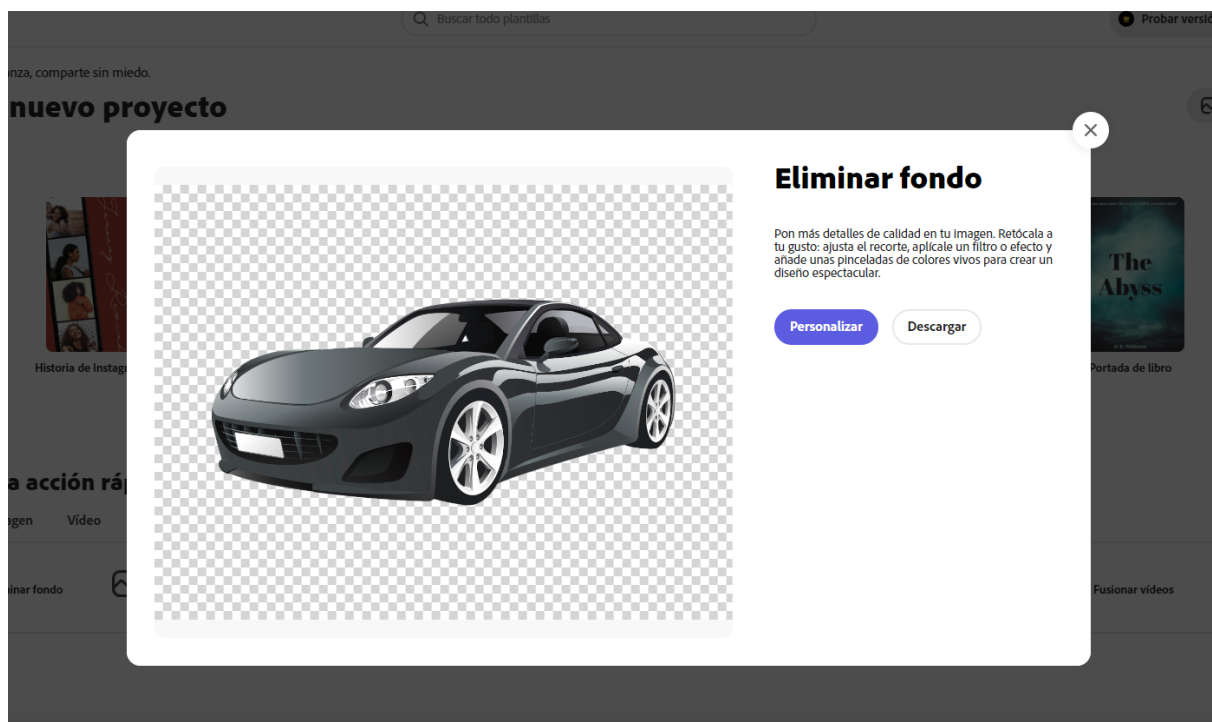 Buscar todo plantillas
Probar versió
nza, comparte sin miedo.
nuevo proyecto
Eliminar fondo
Pon más detalles de calidad en tu imagen. Retócala a
tu gusto: ajusta el recorte, aplícale un filtro o efecto y
añade unas pinceladas de colores vivos para crear un
diseño espectacular.
Personalizar
Descargar
The
Abyss
Historia de Instagr
Portada de libro
a acción ráp
agen
Vídeo
inar fondo
Fusionar vídeos